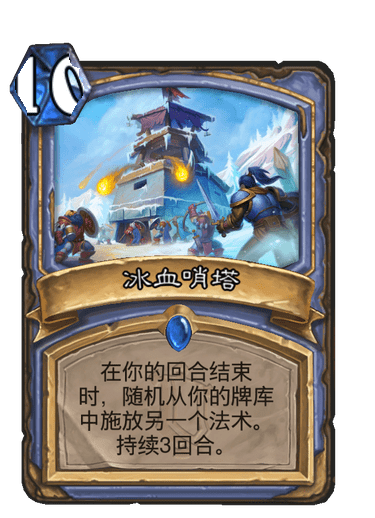 10
冰血哨塔
在你的回合结束
时，随机从你的牌库
中施放另一个法术。
持续3回合。